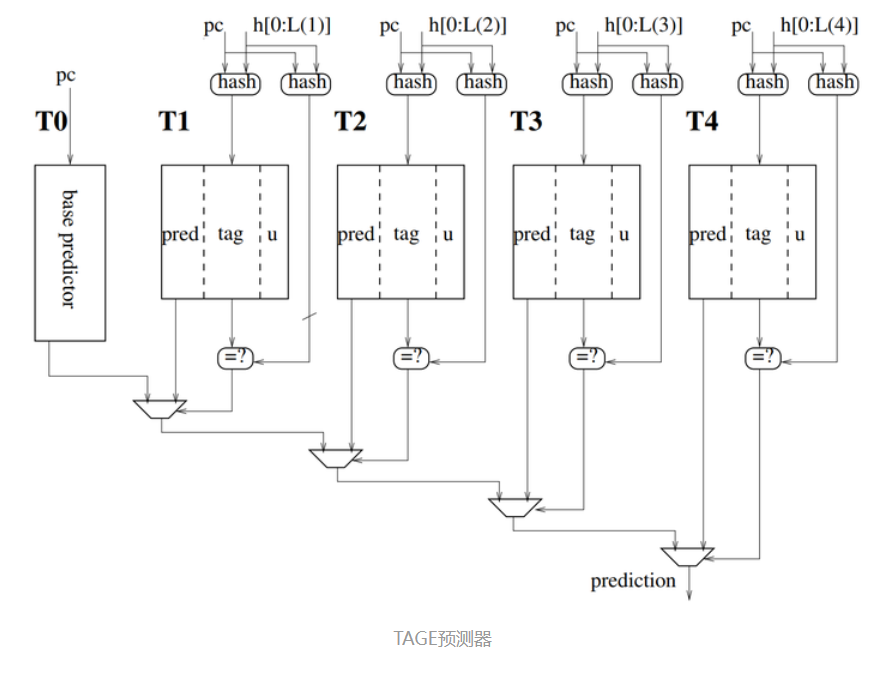 pc h[0:L(1)] pc h[0:L(2)] pc h[0:L(3)] pc h[0:L(4)]
pc
hash hash hash hash hash hash hash hash
T0 T1 T2 T3 T4
base predictor
pred tag u pred tag u pred tag u pred tag u
=? =? =? =?
prediction
TAGE预测器